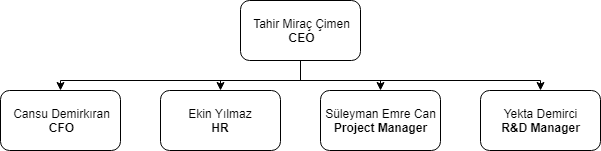 Tahir Miraç Çimen
CEO
Cansu Demirkıran
CFO
Ekin Yılmaz
HR
Süleyman Emre Can
Project Manager
Yekta Demirci
R&D Manager